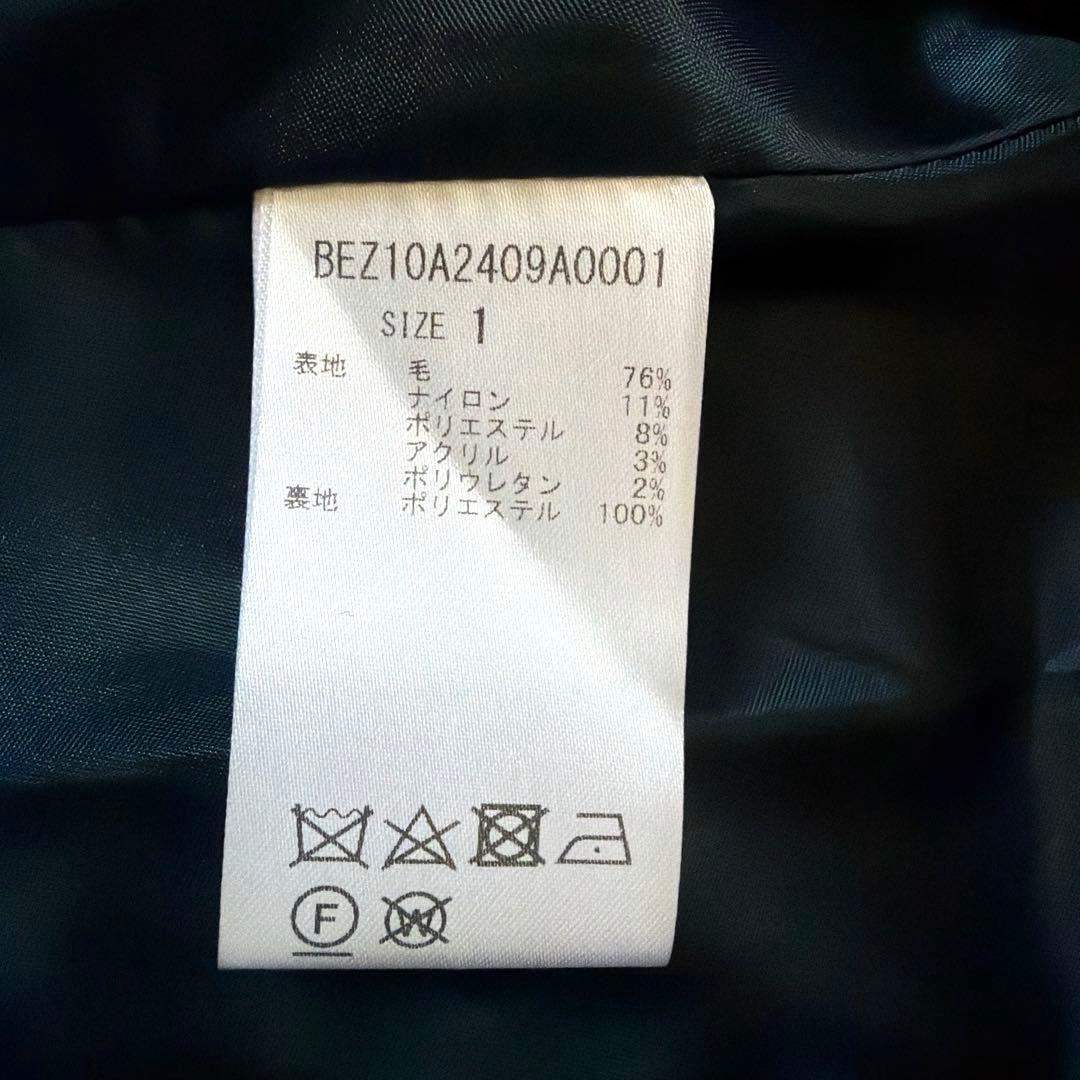 BEZ10A2409A0001
SIZE 1
表地 毛 76%
ナイロン 11%
ポリエステル 8%
アクリル 3%
ポリウレタン 2%
裏地 ポリエステル 100%
F W